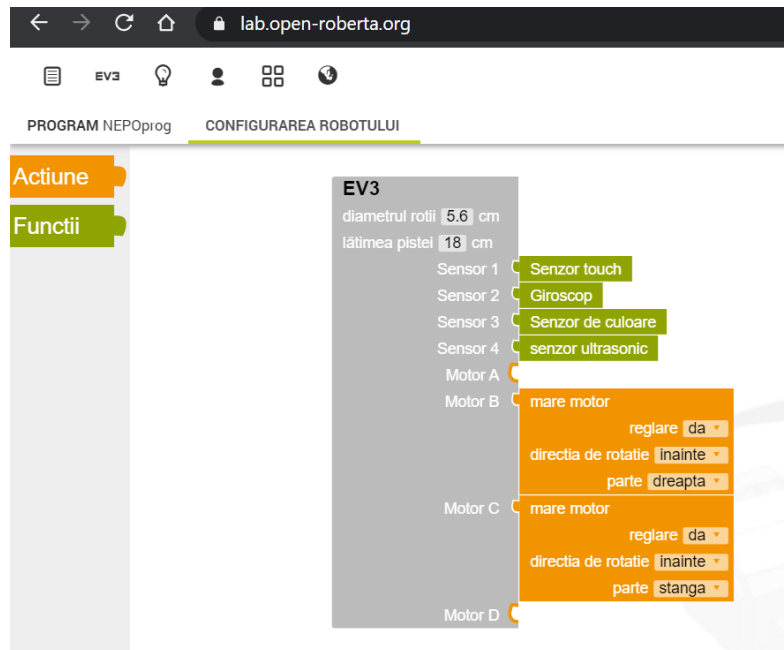 lab.open-roberta.org
EV3
PROGRAM NEPOprog CONFIGURAREA ROBOTULUI
Actiune
Functii
EV3
diametrul rotii 5.6 cm
lătimea pistei 18 cm
Sensor 1 Senzor touch
Sensor 2 Giroscop
Sensor 3 Senzor de culoare
Sensor 4 senzor ultrasonic
Motor A
Motor B mare motor
reglare da
directia de rotatie inainte
parte dreapta
Motor C mare motor
reglare da
directia de rotatie inainte
parte stanga
Motor D